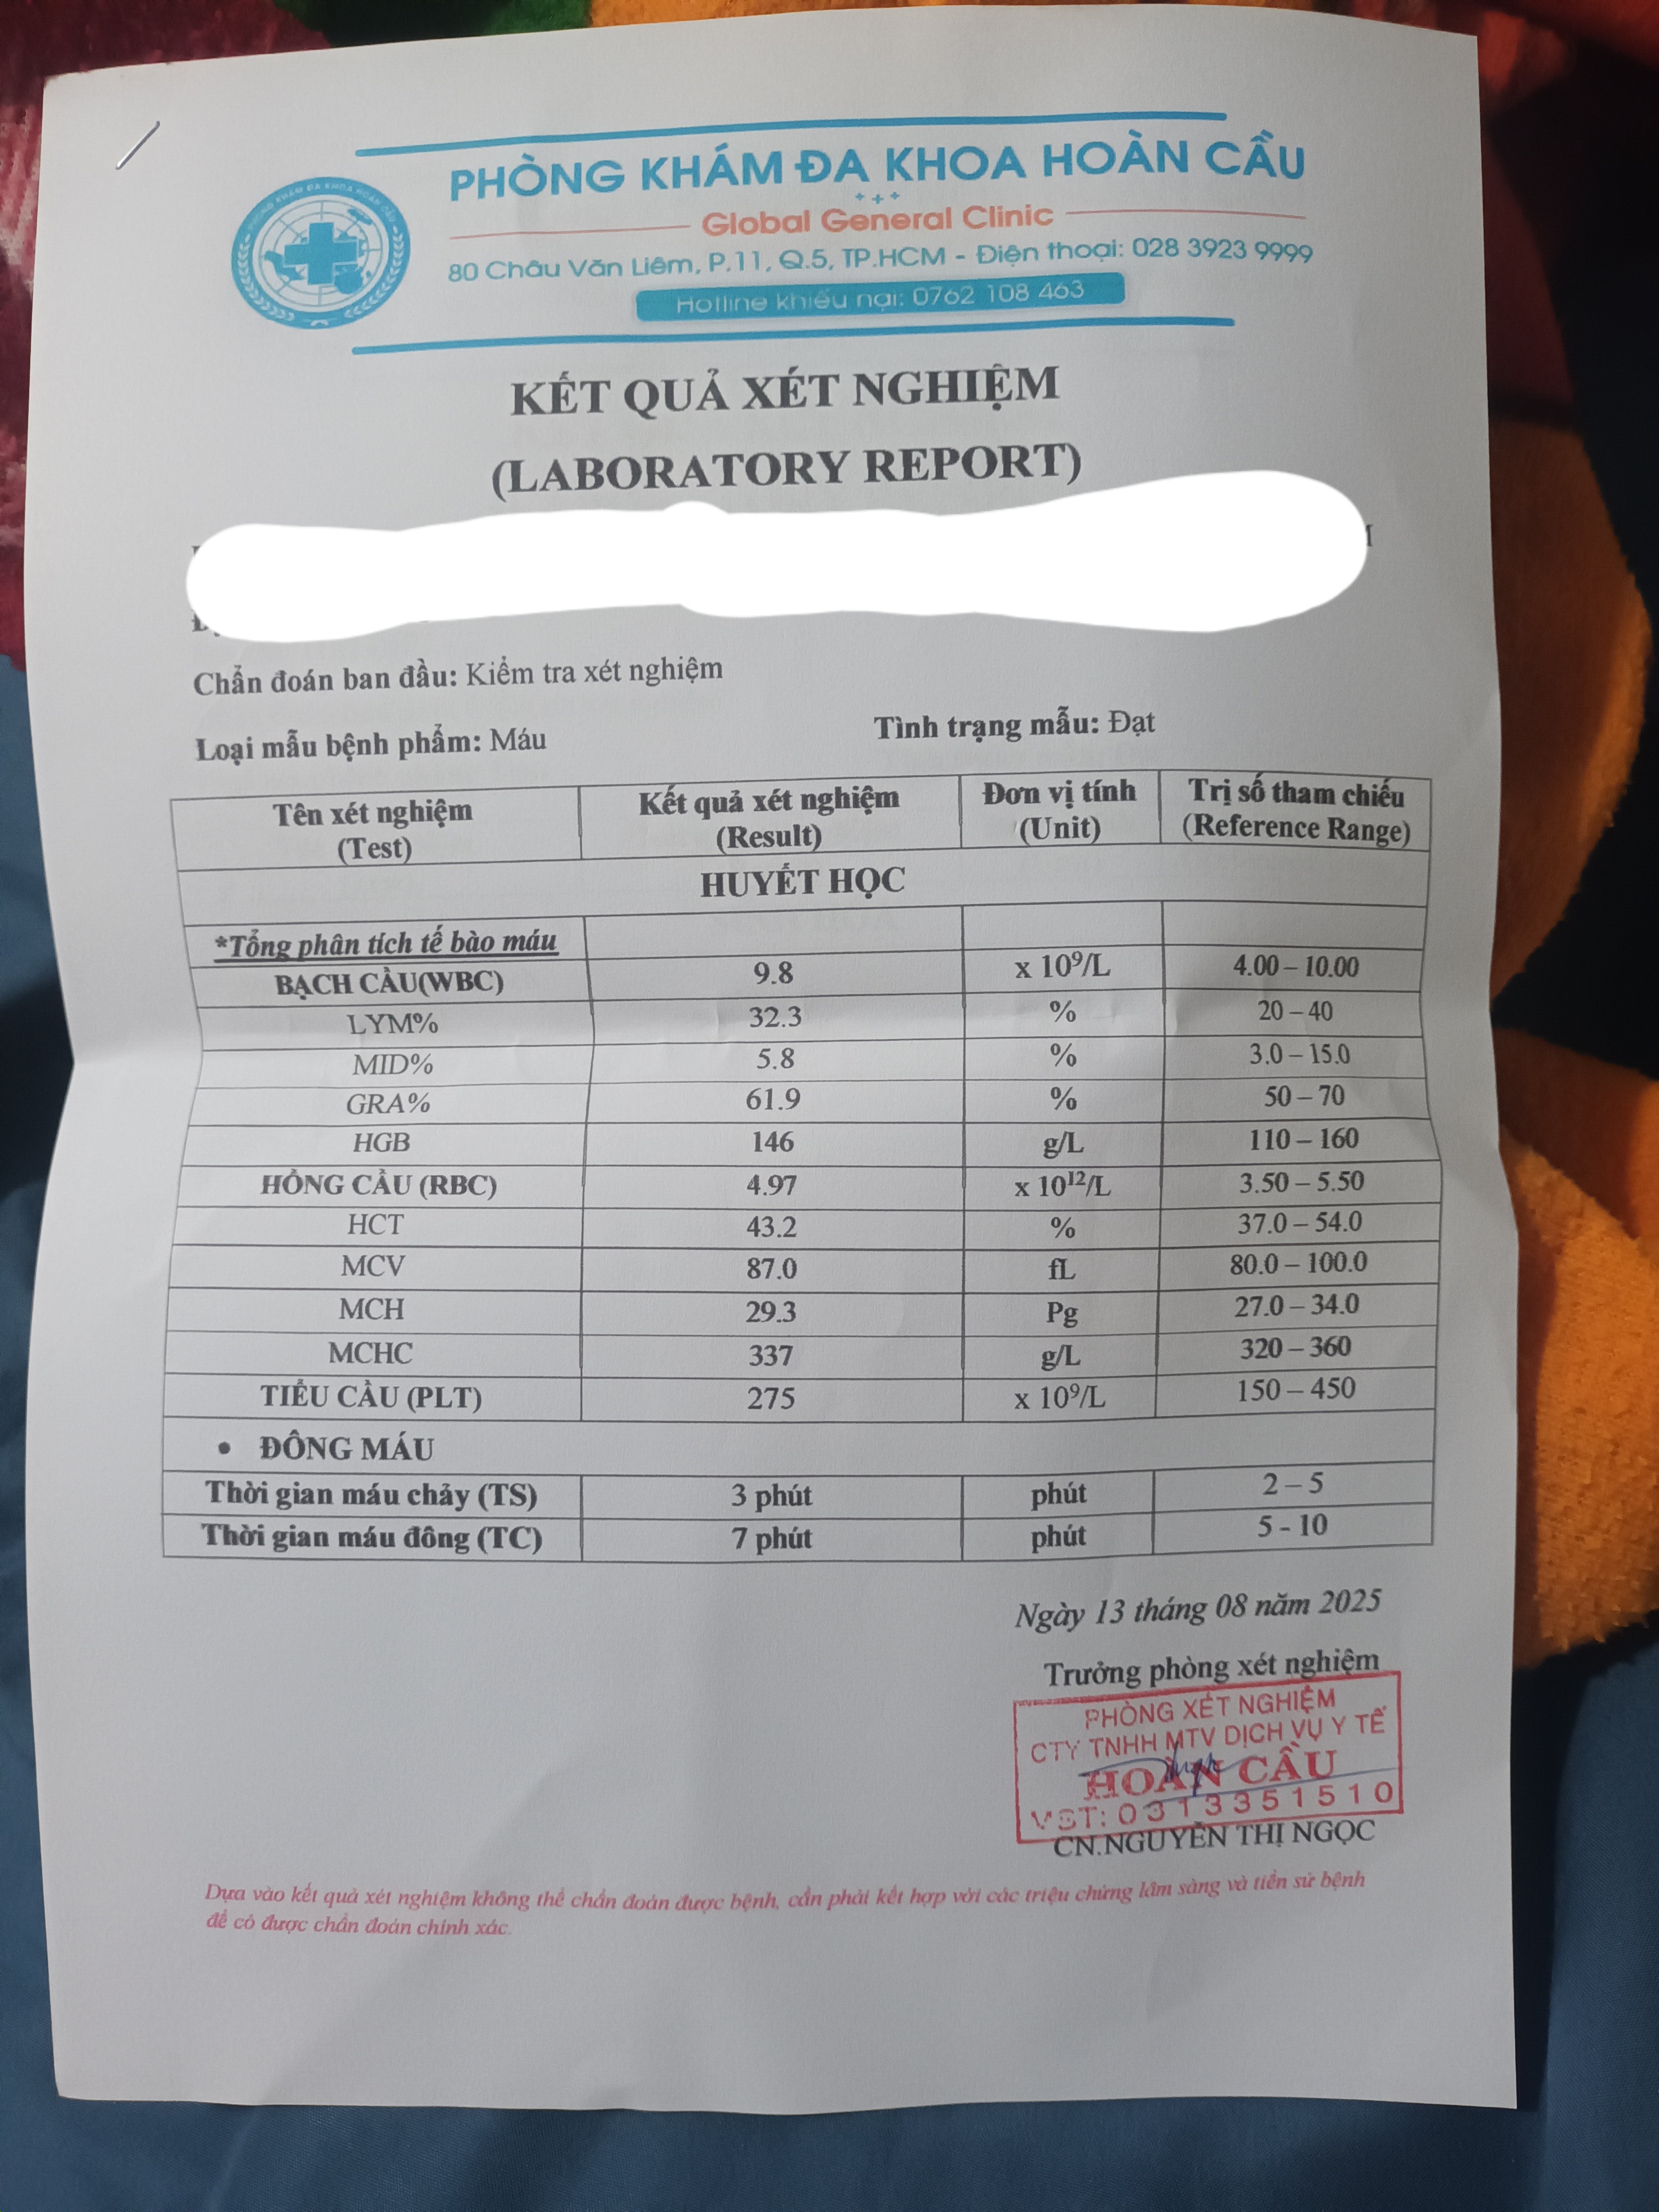 PHÒNG KHÁM ĐA KHOA HOÀN CẦU
PHÒNG KHÁM ĐA KHOA HOÀN CẦU
Global General Clinic
80 Châu Văn Liêm, P.11, Q.5, TP.HCM - Điện thoại: 028 3923 9999
Hotline khiếu nại: 0762 108 463
KẾT QUẢ XÉT NGHIỆM
(LABORATORY REPORT)
Chẩn đoán ban đầu: Kiểm tra xét nghiệm
Loại mẫu bệnh phẩm: Máu Tình trạng mẫu: Đạt
Tên xét nghiệm (Test) Kết quả xét nghiệm (Result) Đơn vị tính (Unit) Trị số tham chiếu (Reference Range)
HUYẾT HỌC
*Tổng phân tích tế bào máu
BẠCH CẦU(WBC) 9.8 x 10⁹/L 4.00 – 10.00
LYM% 32.3 % 20 – 40
MID% 5.8 % 3.0 – 15.0
GRA% 61.9 % 50 – 70
HGB 146 g/L 110 – 160
HỒNG CẦU (RBC) 4.97 x 10¹²/L 3.50 – 5.50
HCT 43.2 % 37.0 – 54.0
MCV 87.0 fL 80.0 – 100.0
MCH 29.3 Pg 27.0 – 34.0
MCHC 337 g/L 320 – 360
TIỂU CẦU (PLT) 275 x 10⁹/L 150 – 450
• ĐÔNG MÁU
Thời gian máu chảy (TS) 3 phút phút 2 – 5
Thời gian máu đông (TC) 7 phút phút 5 - 10
Ngày 13 tháng 08 năm 2025
Trưởng phòng xét nghiệm
PHÒNG XÉT NGHIỆM
CTY TNHH MTV DỊCH VỤ Y TẾ
HOÀN CẦU
MST: 0313351510
CN.NGUYỄN THỊ NGỌC
Dựa vào kết quả xét nghiệm không thể chẩn đoán được bệnh, cần phải kết hợp với các triệu chứng lâm sàng và tiền sử bệnh
để có được chẩn đoán chính xác.